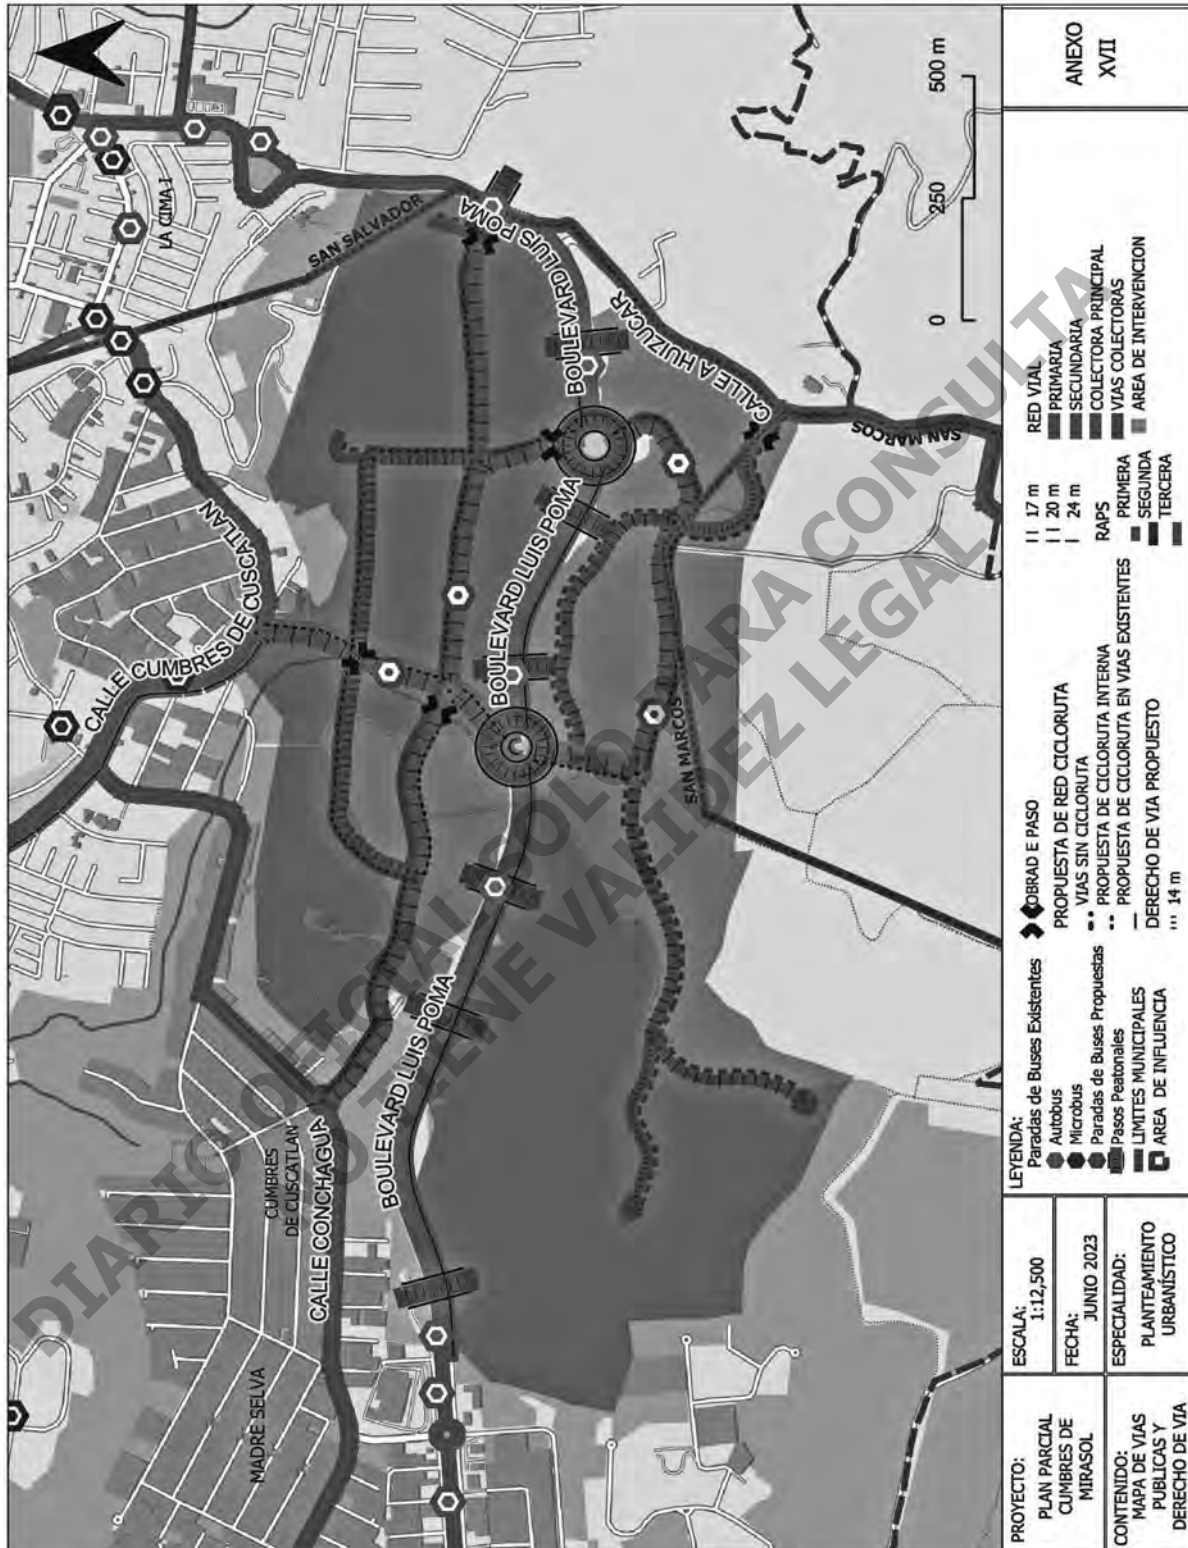 LA CIMA-I
SAN SALVADOR
CALLE CUMBRES DE CUSCATLAN
BOULEVARD LUIS POMA
BOULEVARD LUIS POMA
CALLE A HUIZUCAR
SAN MARCOS
BOULEVARD LUIS POMA
SAN MARCOS
BOULEVARD LUIS POMA
CALLE CONCHAGUA
CUMBRES
DE CUSCATLAN
MADRE SELVA
0 250 500 m
DIARIO OFICIAL SOLO PARA CONSULTA
NO TIENE VALIDEZ LEGAL
PROYECTO:
PLAN PARCIAL
CUMBRES DE
MIRASOL
CONTENIDO:
MAPA DE VIAS
PUBLICAS Y
DERECHO DE VIA
ESCALA:
1:12,500
FECHA:
JUNIO 2023
ESPECIALIDAD:
PLANTEAMIENTO
URBANÍSTICO
LEYENDA:
Paradas de Buses Existentes
Autobus
Microbus
Paradas de Buses Propuestas
Pasos Peatonales
LIMITES MUNICIPALES
AREA DE INFLUENCIA
OBRAD E PASO
PROPUESTA DE RED CICLORUTA
VIAS SIN CICLORUTA
PROPUESTA DE CICLORUTA INTERNA
PROPUESTA DE CICLORUTA EN VIAS EXISTENTES
DERECHO DE VIA PROPUESTO
14 m
17 m
20 m
24 m
RAPS
PRIMERA
SEGUNDA
TERCERA
RED VIAL
PRIMARIA
SECUNDARIA
COLECTORA PRINCIPAL
VIAS COLECTORAS
AREA DE INTERVENCION
ANEXO
XVII